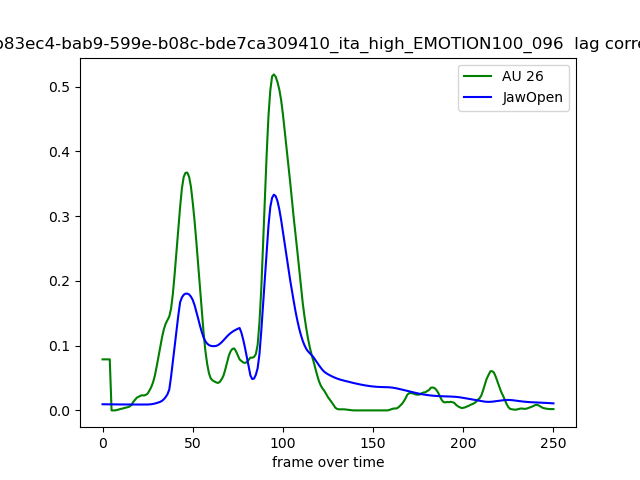 b83ec4-bab9-599e-b08c-bde7ca309410_ita_high_EMOTION100_096 lag corre
AU 26
JawOpen
0.5
0.4
0.3
0.2
0.1
0.0
0 50 100 150 200 250
frame over time